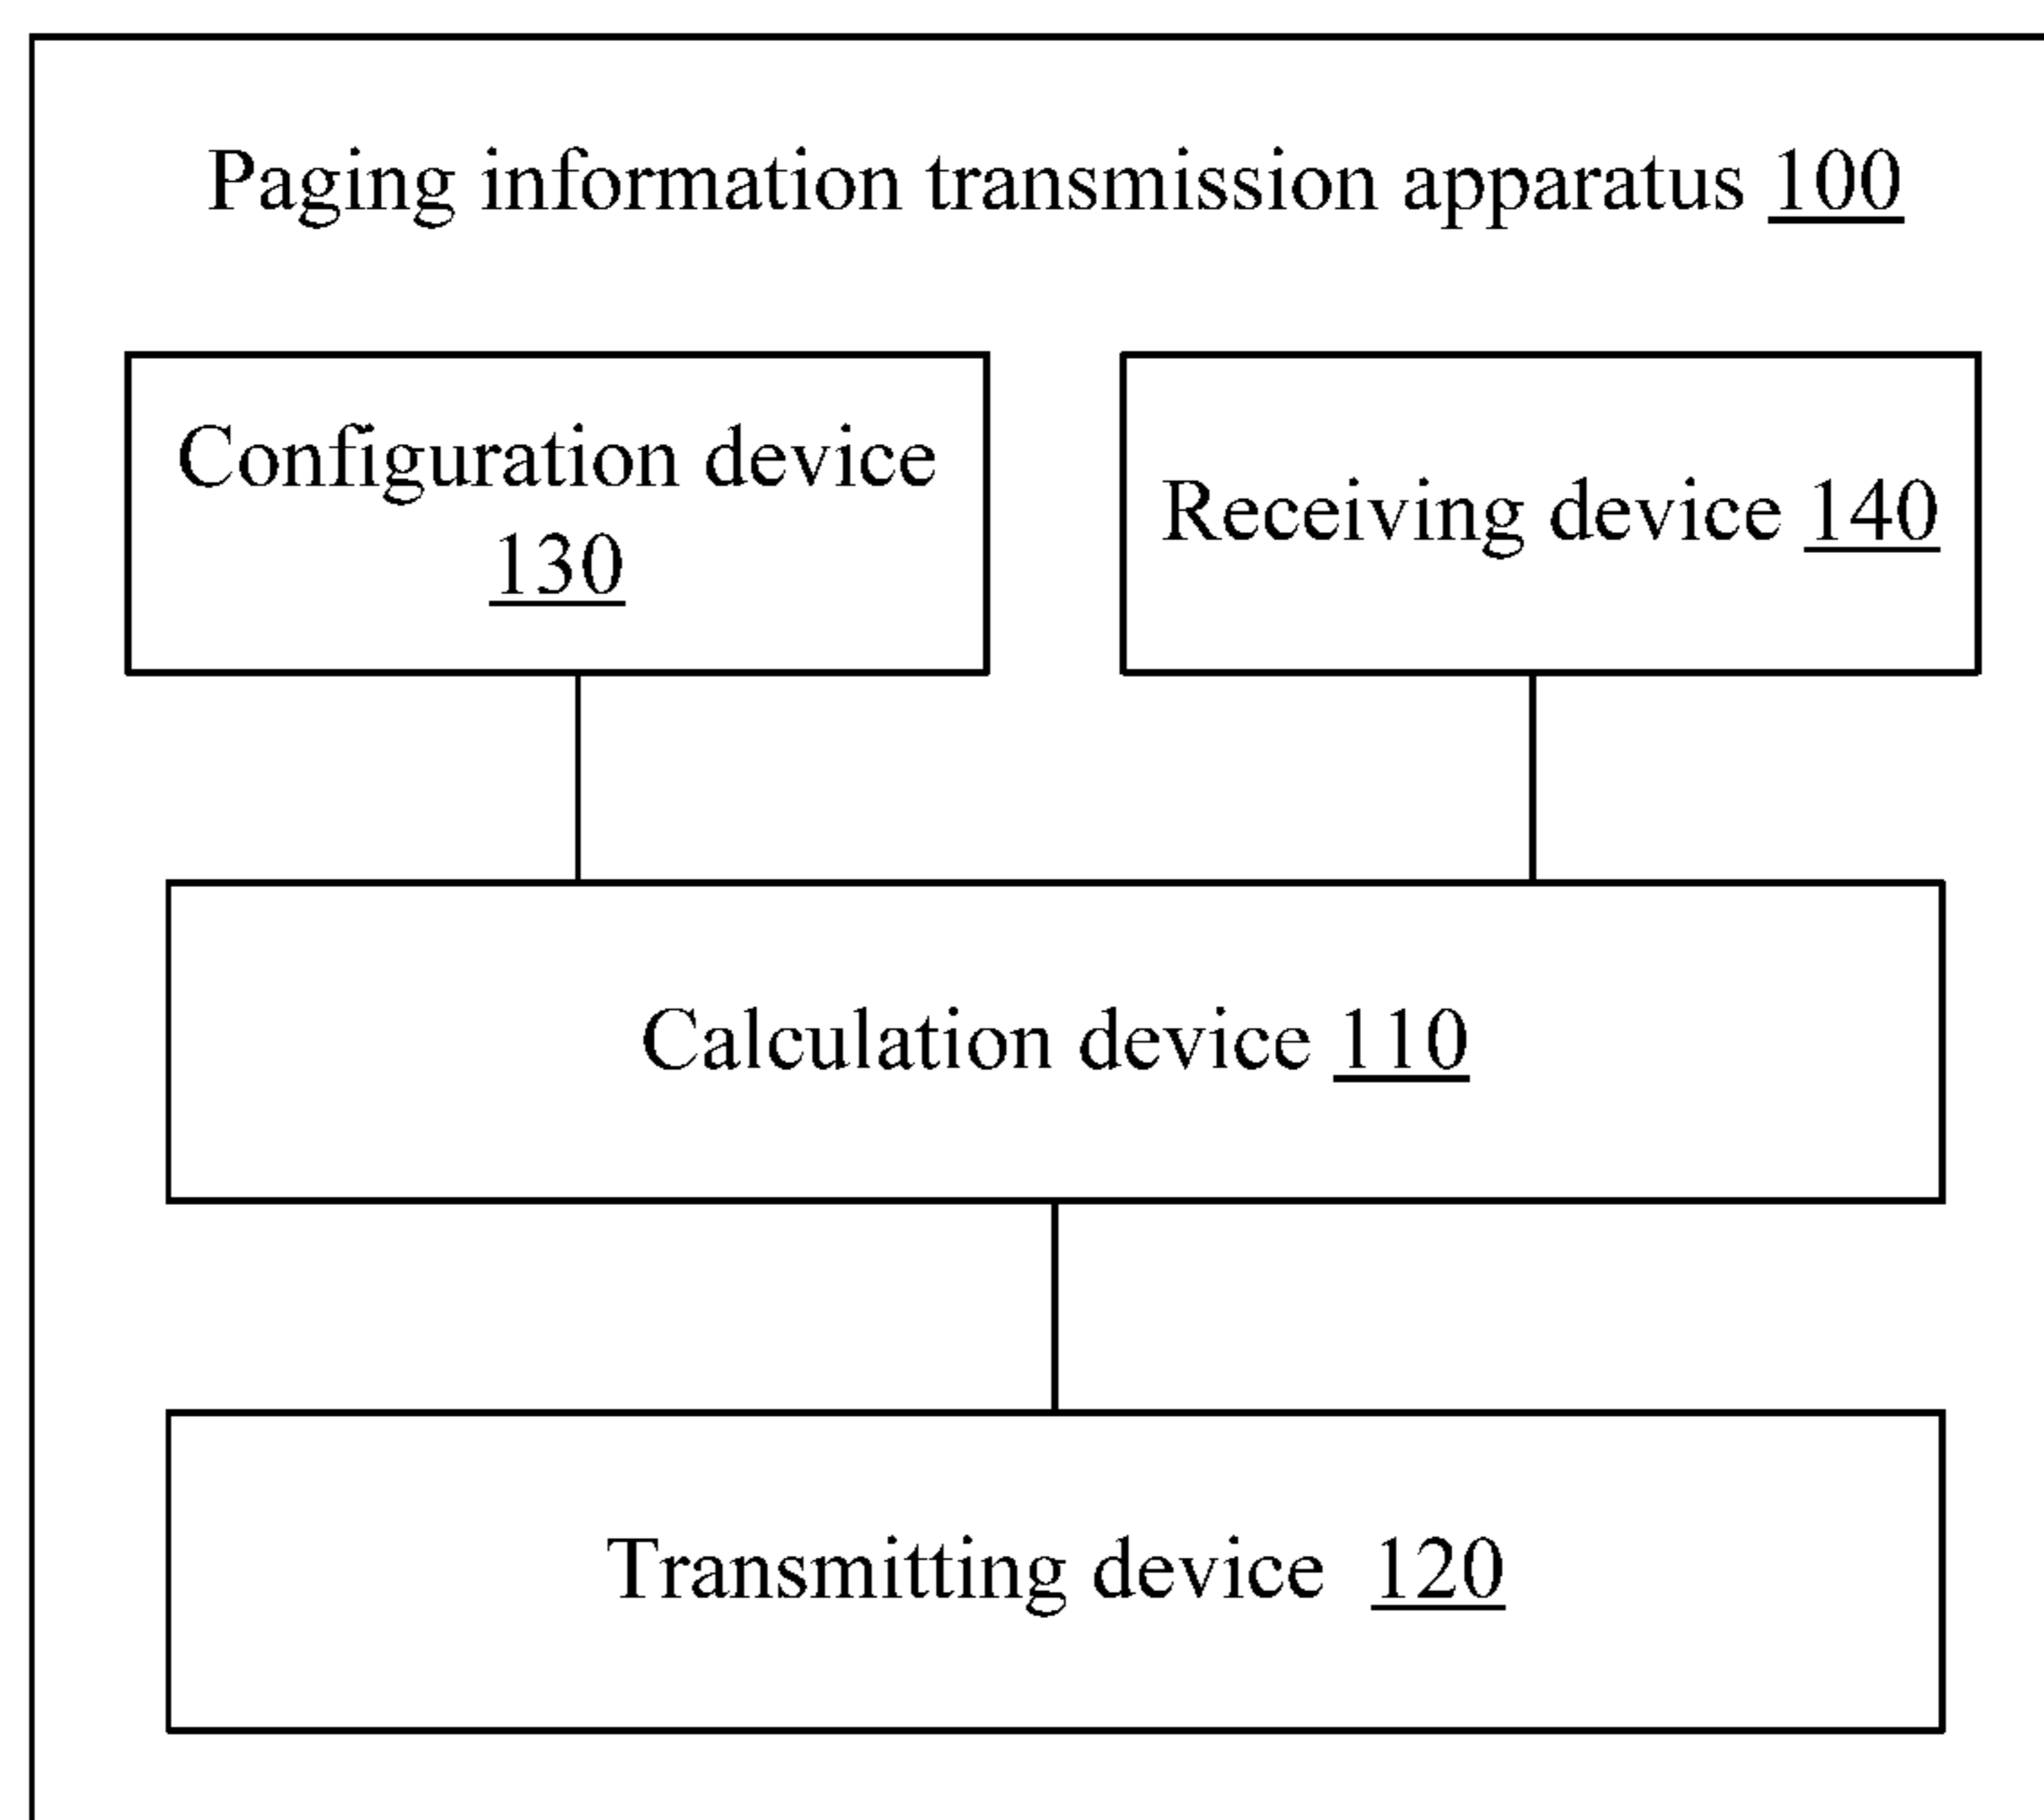 Paging information transmission apparatus 100
Configuration device
130
Receiving device 140
Calculation device 110
Transmitting device 120